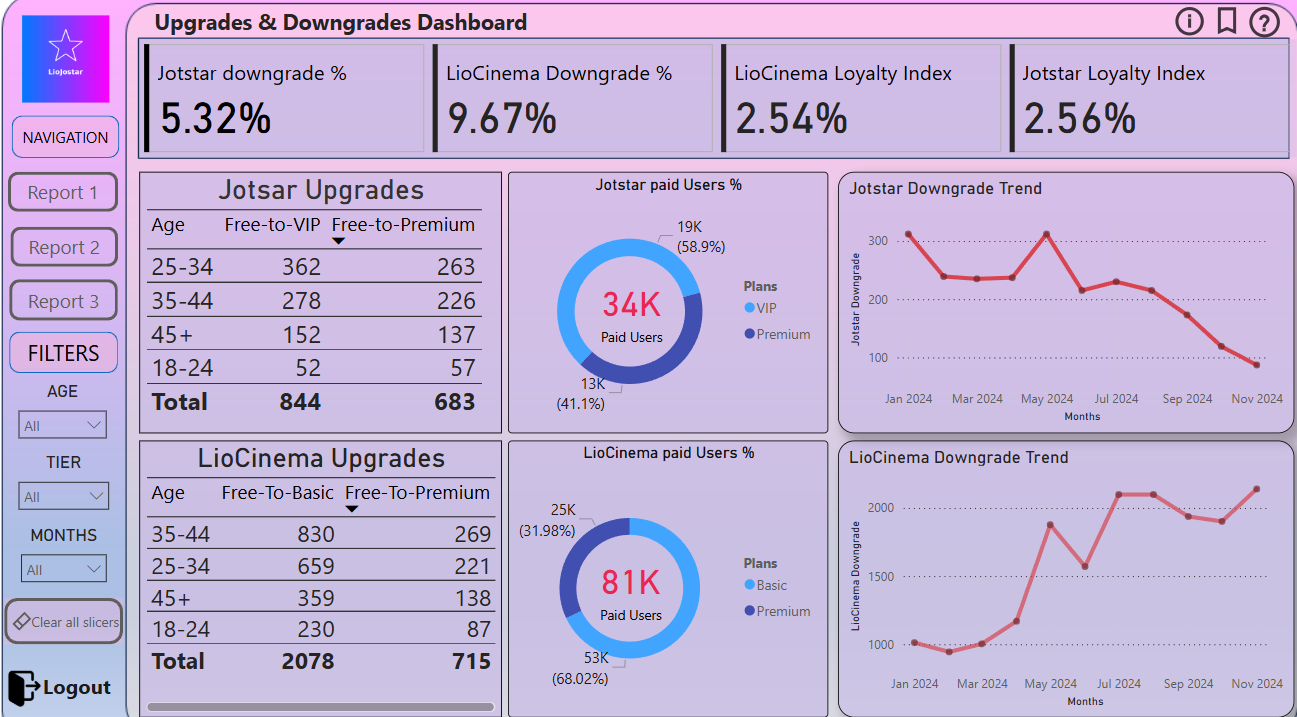 Upgrades & Downgrades Dashboard
LioJostar
NAVIGATION
Report 1
Report 2
Report 3
FILTERS
AGE
All
TIER
All
MONTHS
All
Clear all slicers
Logout
Jotstar downgrade %
5.32%
LioCinema Downgrade %
9.67%
LioCinema Loyalty Index
2.54%
Jotstar Loyalty Index
2.56%
Jotsar Upgrades
Age Free-to-VIP Free-to-Premium
25-34 362 263
35-44 278 226
45+ 152 137
18-24 52 57
Total 844 683
Jotstar paid Users %
19K
(58.9%)
34K
Paid Users
13K
(41.1%)
Plans
VIP
Premium
Jotstar Downgrade Trend
Jotstar Downgrade
300
200
100
Jan 2024 Mar 2024 May 2024 Jul 2024 Sep 2024 Nov 2024
Months
LioCinema Upgrades
Age Free-To-Basic Free-To-Premium
35-44 830 269
25-34 659 221
45+ 359 138
18-24 230 87
Total 2078 715
LioCinema paid Users %
25K
(31.98%)
81K
Paid Users
53K
(68.02%)
Plans
Basic
Premium
LioCinema Downgrade Trend
LioCinema Downgrade
2000
1500
1000
Jan 2024 Mar 2024 May 2024 Jul 2024 Sep 2024 Nov 2024
Months